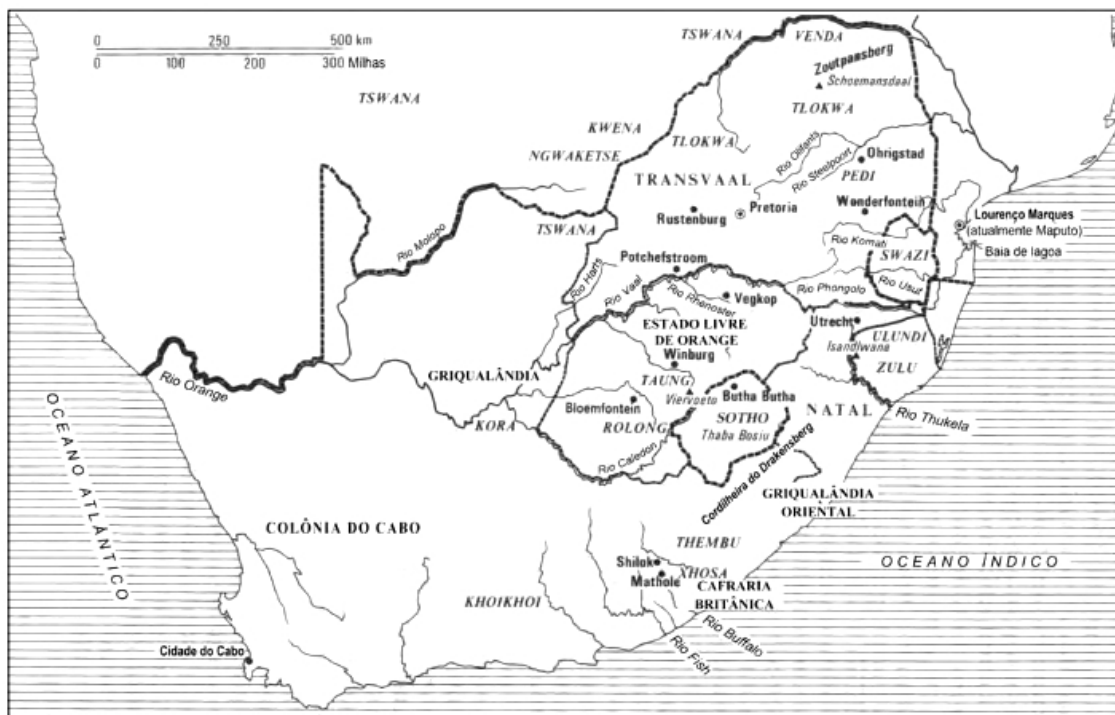 TSWANA
VENDA
0 250 500 km
0 100 200 300 Milhas
Zoutpansberg
Schoemansdaal
TSWANA
TLOKWA
KWENA
TLOKWA
NGWAKETSE
Rio Olifants
Rio Steelpoort
Ohrigstad
PEDI
TRANSVAAL
Pretoria
Wonderfontein
Rustenburg
Lourenço Marques
(atualmente Maputo)
Baia de lagoa
TSWANA
Rio Molopo
Rio Komati
SWAZI
Potchefstroom
Rio Harts
Rio Vaal
Rio Rhenoster
Vegkop
Rio Phongolo
Rio Usut
Utrecht
ULUNDI
Isandlwana
ESTADO LIVRE
DE ORANGE
Winburg
ZULU
Rio Orange
GRIQUALÂNDIA
TAUNG
Viervoeto
Butha Butha
Bloemfontein
KORA
ROLONG
SOTHO
Thaba Bosiu
NATAL
Rio Thukela
Rio Caledon
Cordilheira do Drakensberg
GRIQUALÂNDIA
ORIENTAL
OCEANO ATLÂNTICO
COLÔNIA DO CABO
THEMBU
OCEANO ÍNDICO
Shiloh
XHOSA
Mathole
CAFRARIA
BRITÂNICA
KHOIKHOI
Rio Buffalo
Rio Fish
Cidade do Cabo